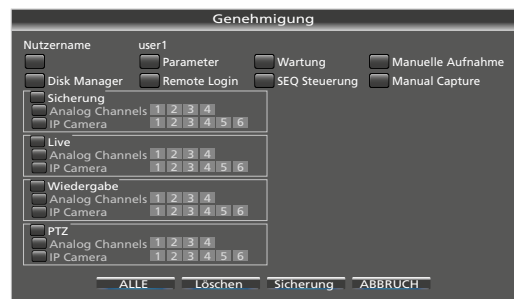 Genehmigung
Nutzername user1
Parameter Wartung Manuelle Aufnahme
Disk Manager Remote Login SEQ Steuerung Manual Capture
Sicherung
Analog Channels 1 2 3 4
IP Camera 1 2 3 4 5 6
Live
Analog Channels 1 2 3 4
IP Camera 1 2 3 4 5 6
Wiedergabe
Analog Channels 1 2 3 4
IP Camera 1 2 3 4 5 6
PTZ
Analog Channels 1 2 3 4
IP Camera 1 2 3 4 5 6
ALLE Löschen Sicherung ABBRUCH